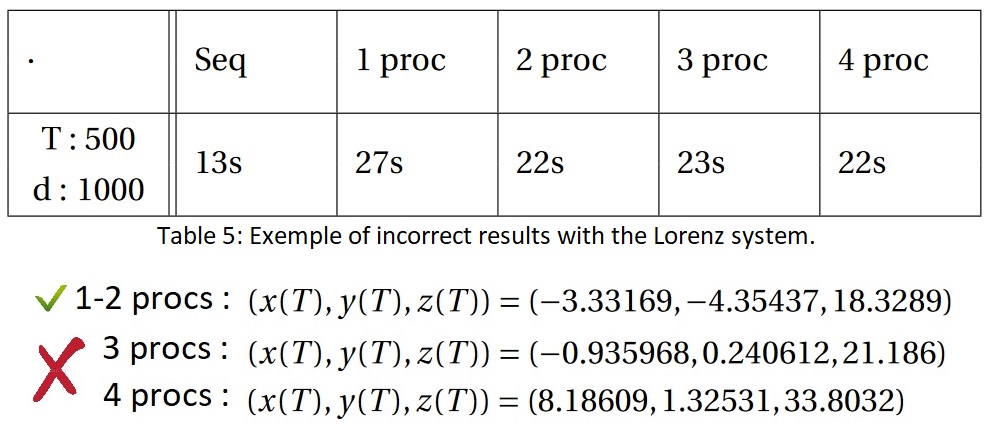 . Seq 1 proc 2 proc 3 proc 4 proc
T : 500
d : 1000
13s 27s 22s 23s 22s
Table 5: Exemple of incorrect results with the Lorenz system.
1-2 procs : (x(T), y(T), z(T)) = (−3.33169, −4.35437, 18.3289)
3 procs : (x(T), y(T), z(T)) = (−0.935968, 0.240612, 21.186)
4 procs : (x(T), y(T), z(T)) = (8.18609, 1.32531, 33.8032)